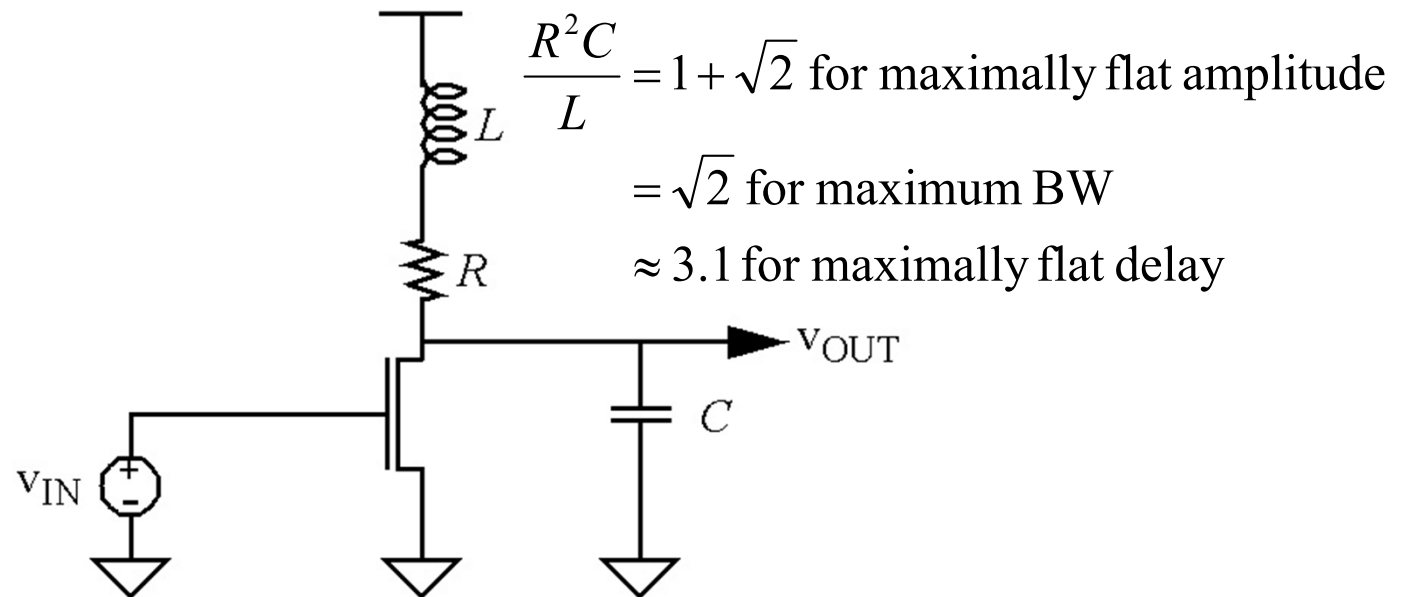 R²C/L = 1 + √2 for maximally flat amplitude
= √2 for maximum BW
≈ 3.1 for maximally flat delay
L
R
vOUT
C
vIN
+
-